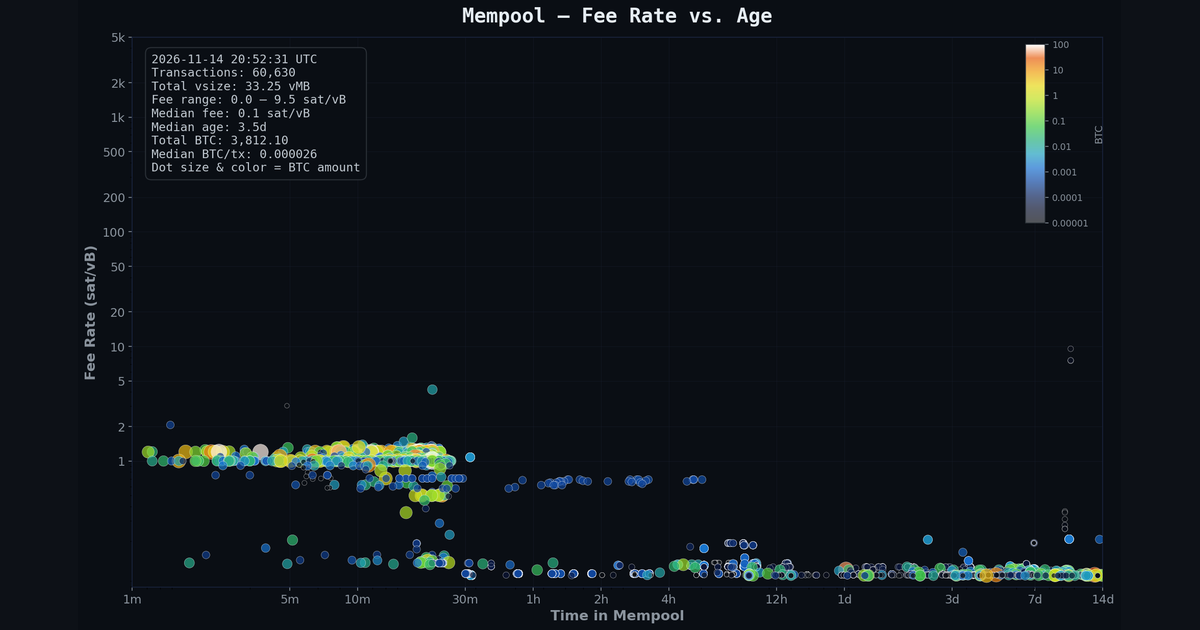 Mempool — Fee Rate vs. Age
5k
2k
1k
500
200
100
50
20
10
5
2
1
Fee Rate (sat/vB)
2026-11-14 20:52:31 UTC
Transactions: 60,630
Total vsize: 33.25 vMB
Fee range: 0.0 — 9.5 sat/vB
Median fee: 0.1 sat/vB
Median age: 3.5d
Total BTC: 3,812.10
Median BTC/tx: 0.000026
Dot size & color = BTC amount
100
10
1
0.1
0.01
0.001
0.0001
0.00001
BTC
1m
5m
10m
30m
1h
2h
4h
12h
1d
3d
7d
14d
Time in Mempool